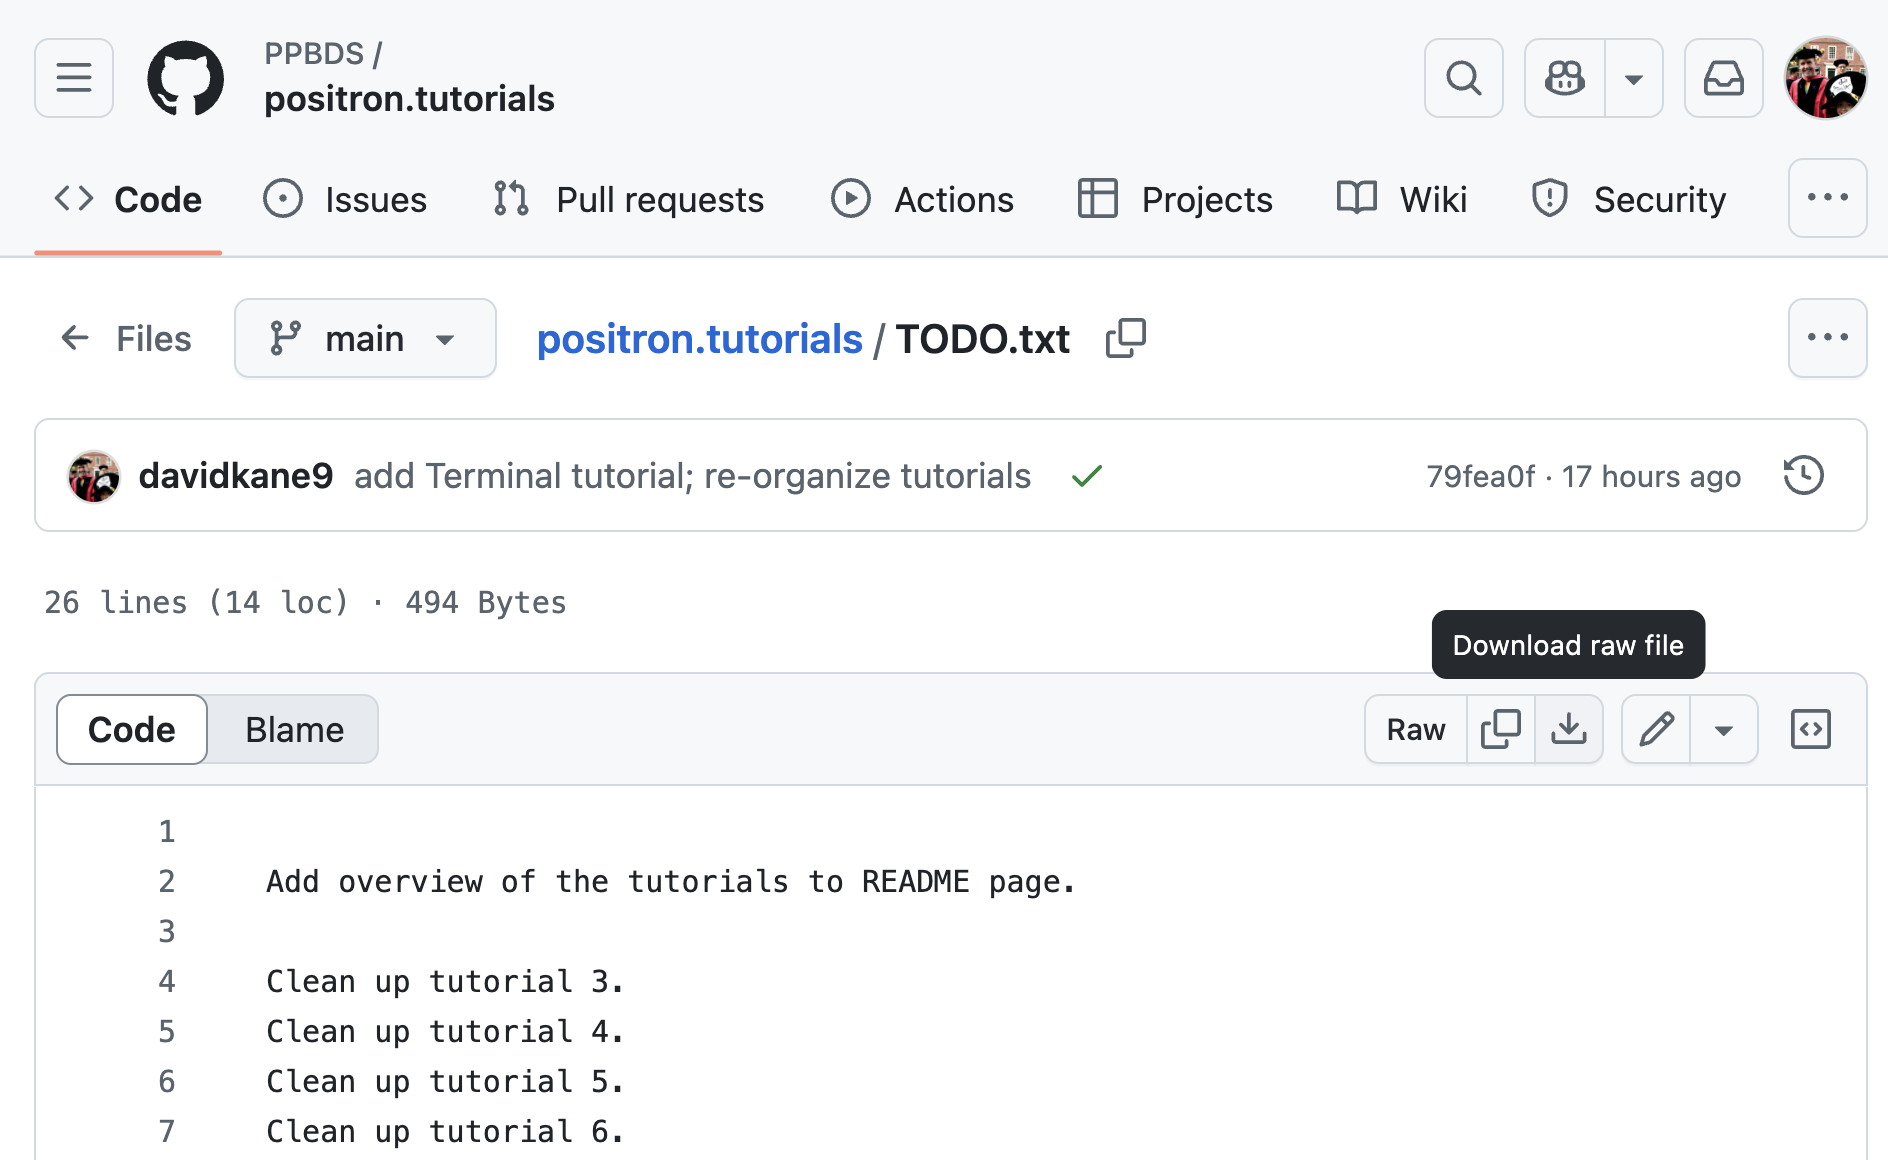 PPBDS /
positron.tutorials
Code Issues Pull requests Actions Projects Wiki Security
Files main positron.tutorials / TODO.txt
davidkane9 add Terminal tutorial; re-organize tutorials 79fea0f · 17 hours ago
26 lines (14 loc) · 494 Bytes
Download raw file
Code Blame Raw
1
2 Add overview of the tutorials to README page.
3
4 Clean up tutorial 3.
5 Clean up tutorial 4.
6 Clean up tutorial 5.
7 Clean up tutorial 6.